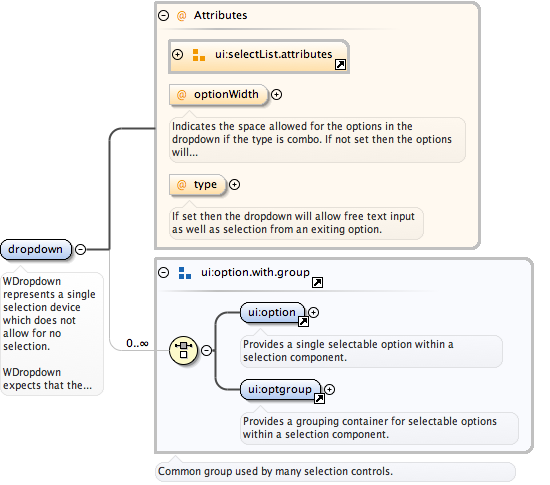 @ Attributes
ui:selectList.attributes
@ optionWidth
Indicates the space allowed for the options in the
dropdown if the type is combo. If not set then the options
will...
@ type
If set then the dropdown will allow free text input
as well as selection from an exiting option.
dropdown
WDropdown
represents a single
selection device
which does not
allow for no
selection.
WDropdown
expects that the...
ui:option.with.group
0..∞
ui:option
Provides a single selectable option within a
selection component.
ui:optgroup
Provides a grouping container for selectable options
within a selection component.
Common group used by many selection controls.